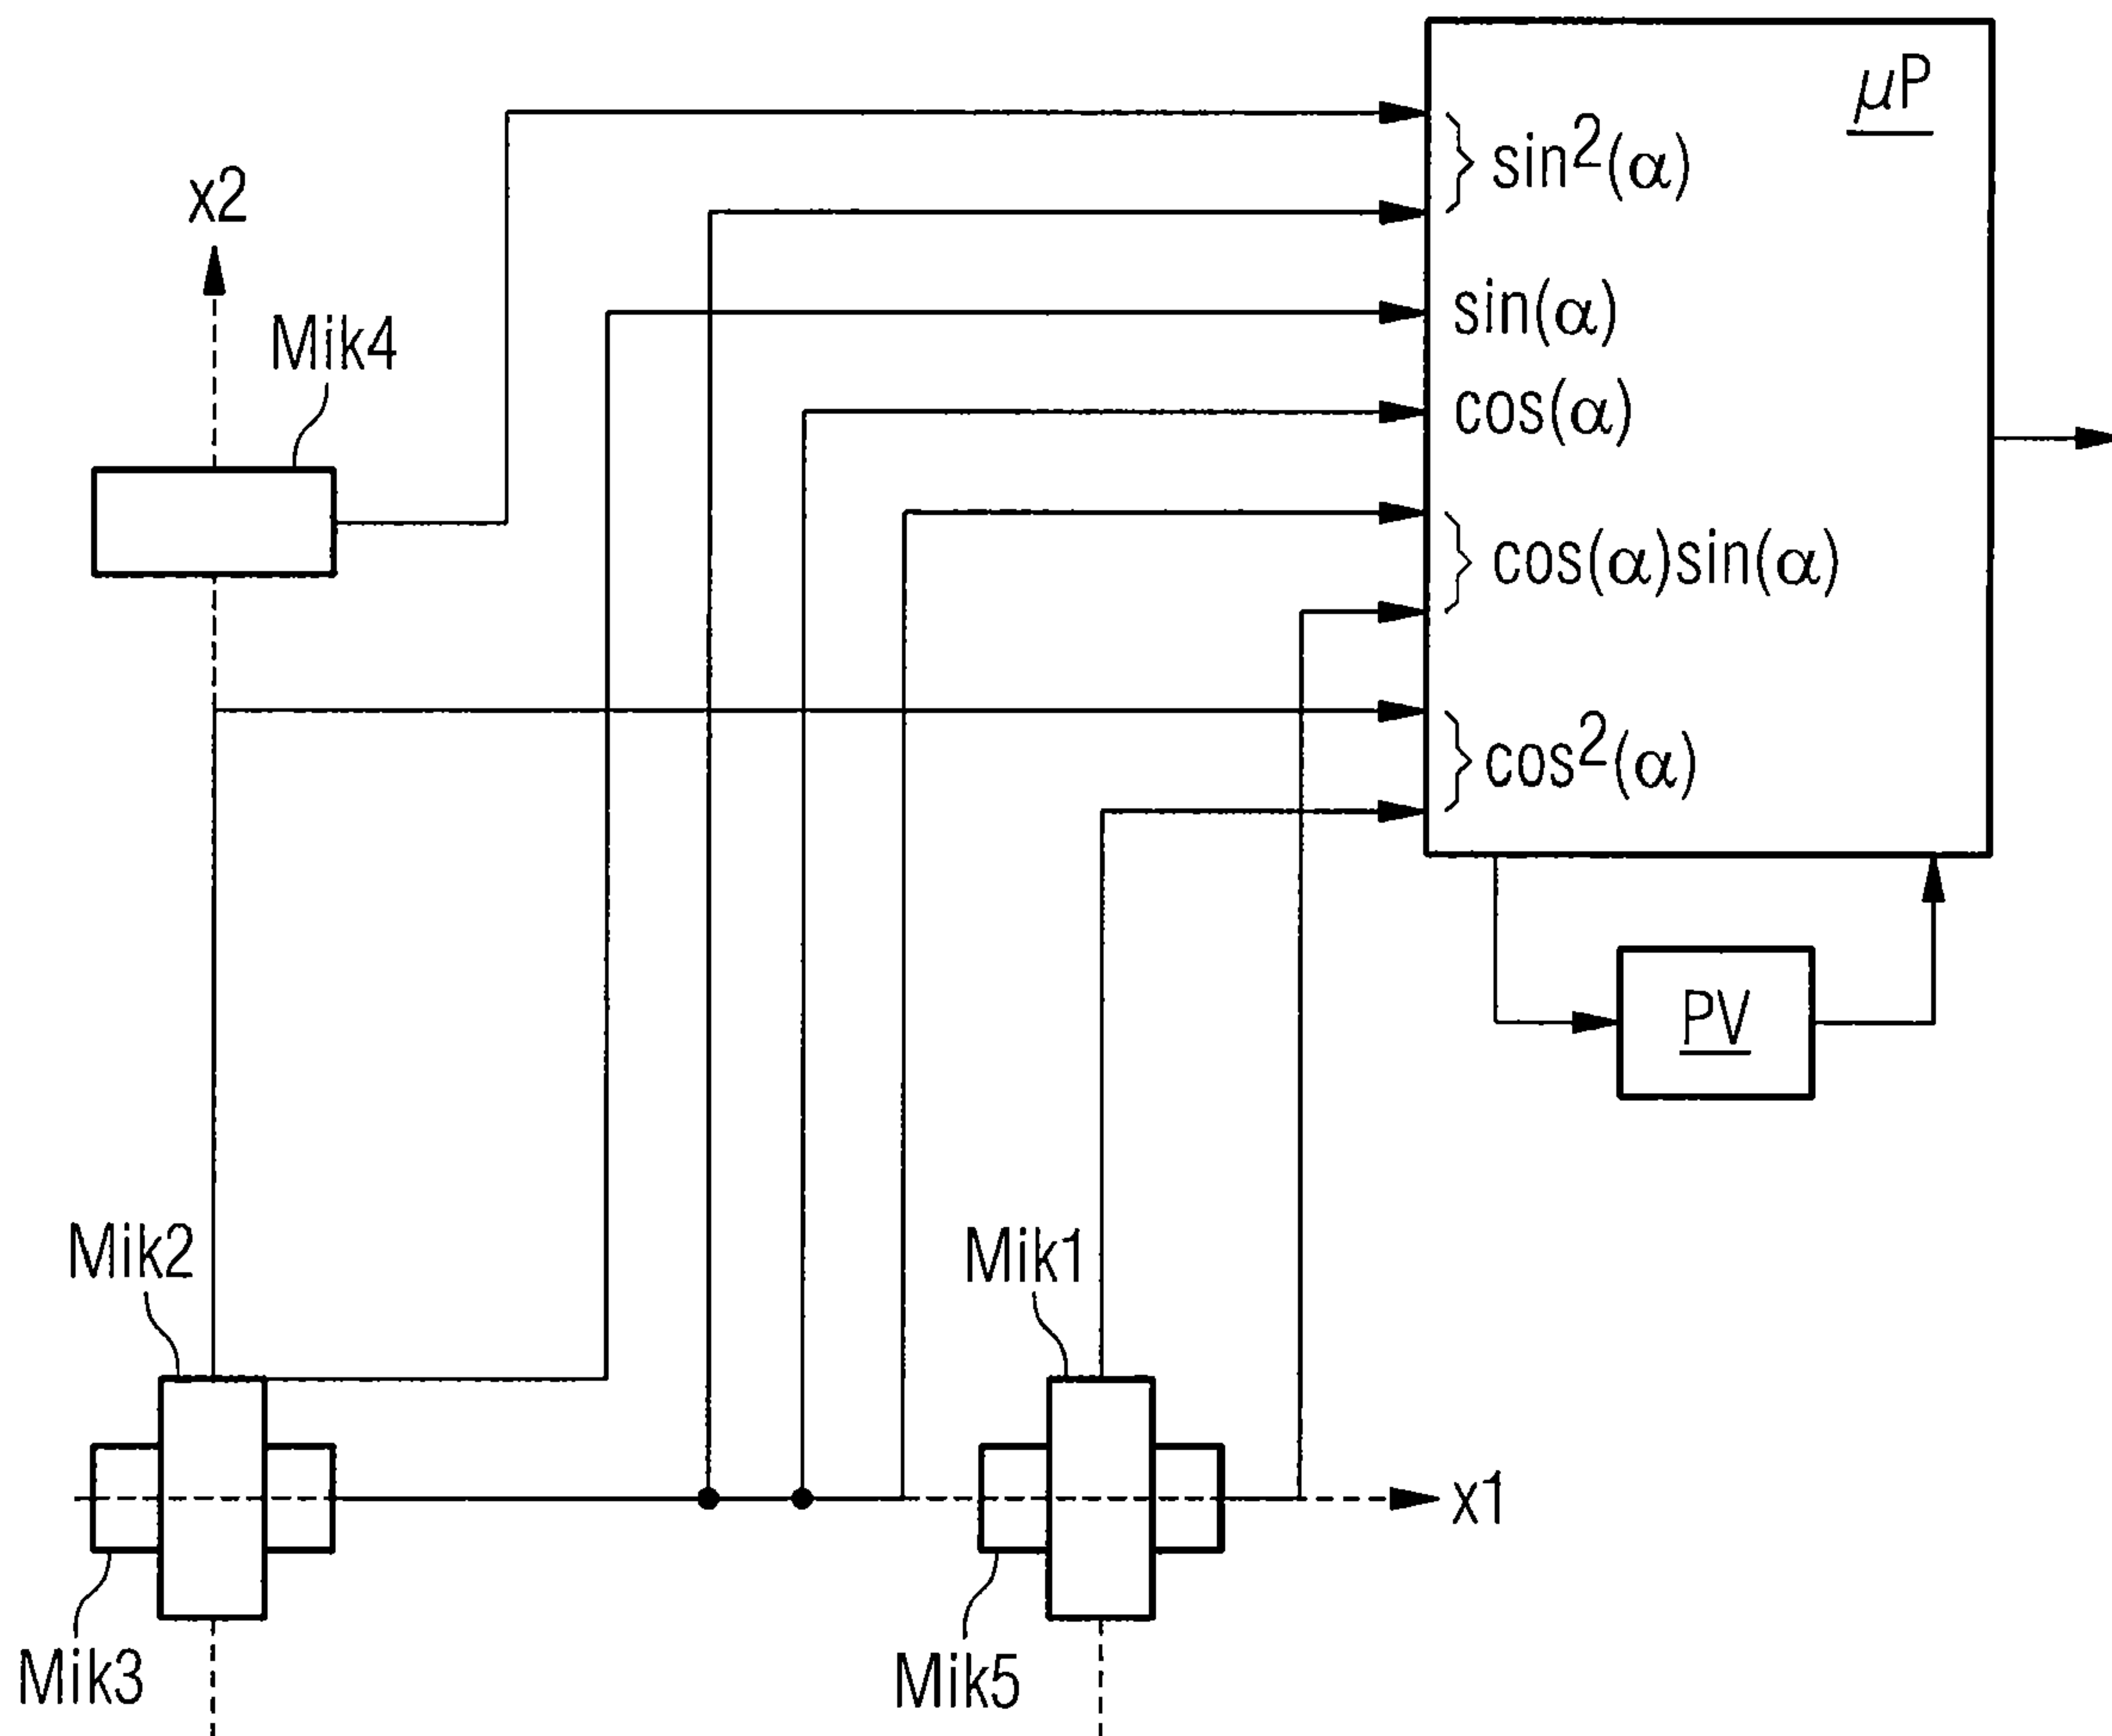 μP
sin²(α)
x2
sin(α)
Mik4
cos(α)
cos(α)sin(α)
cos²(α)
PV
Mik2
Mik1
x1
Mik3
Mik5